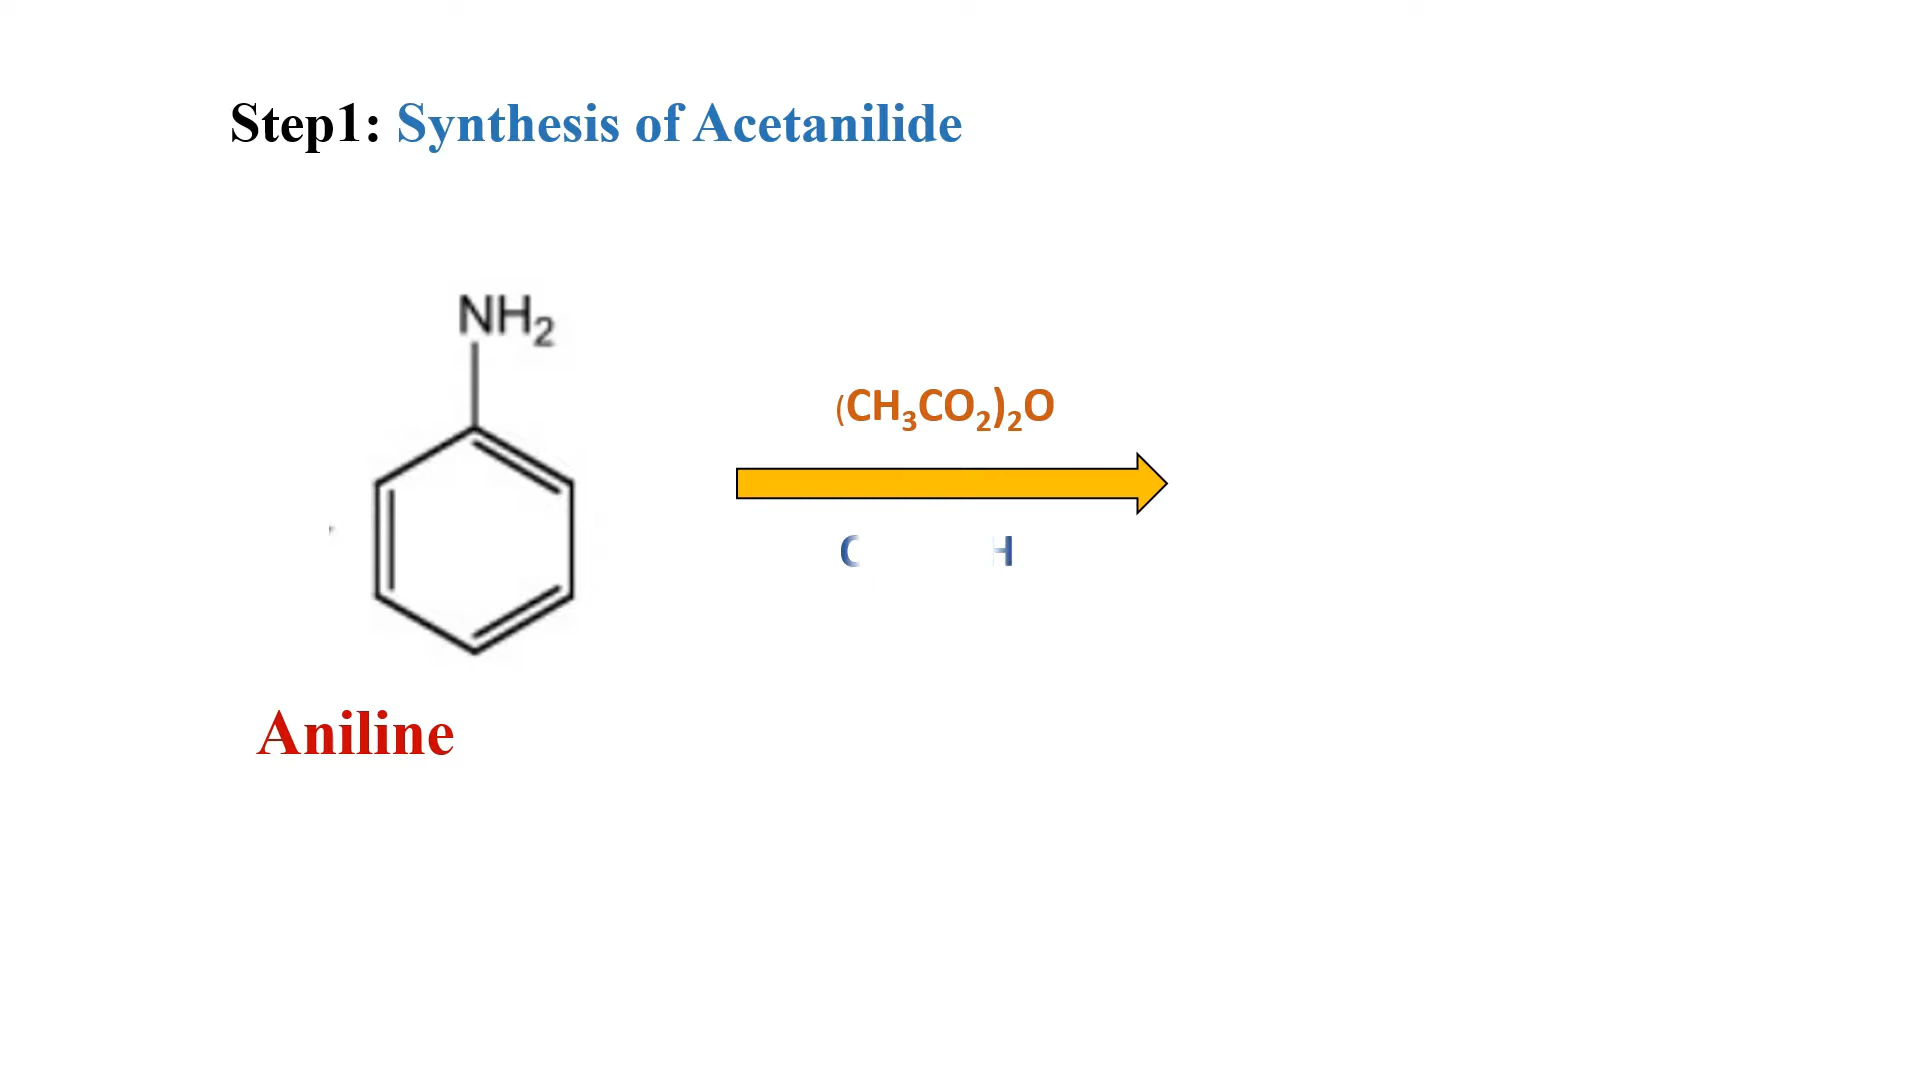 Step1: Synthesis of Acetanilide
NH₂
(CH₃CO₂)₂O
Aniline